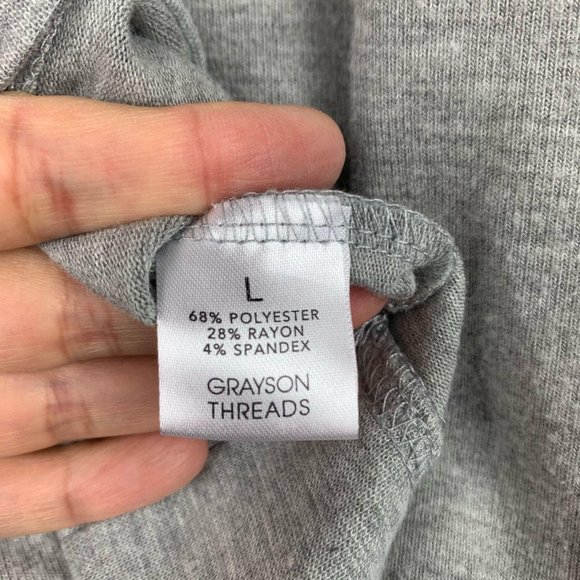 L
68% POLYESTER
28% RAYON
4% SPANDEX
GRAYSON
THREADS